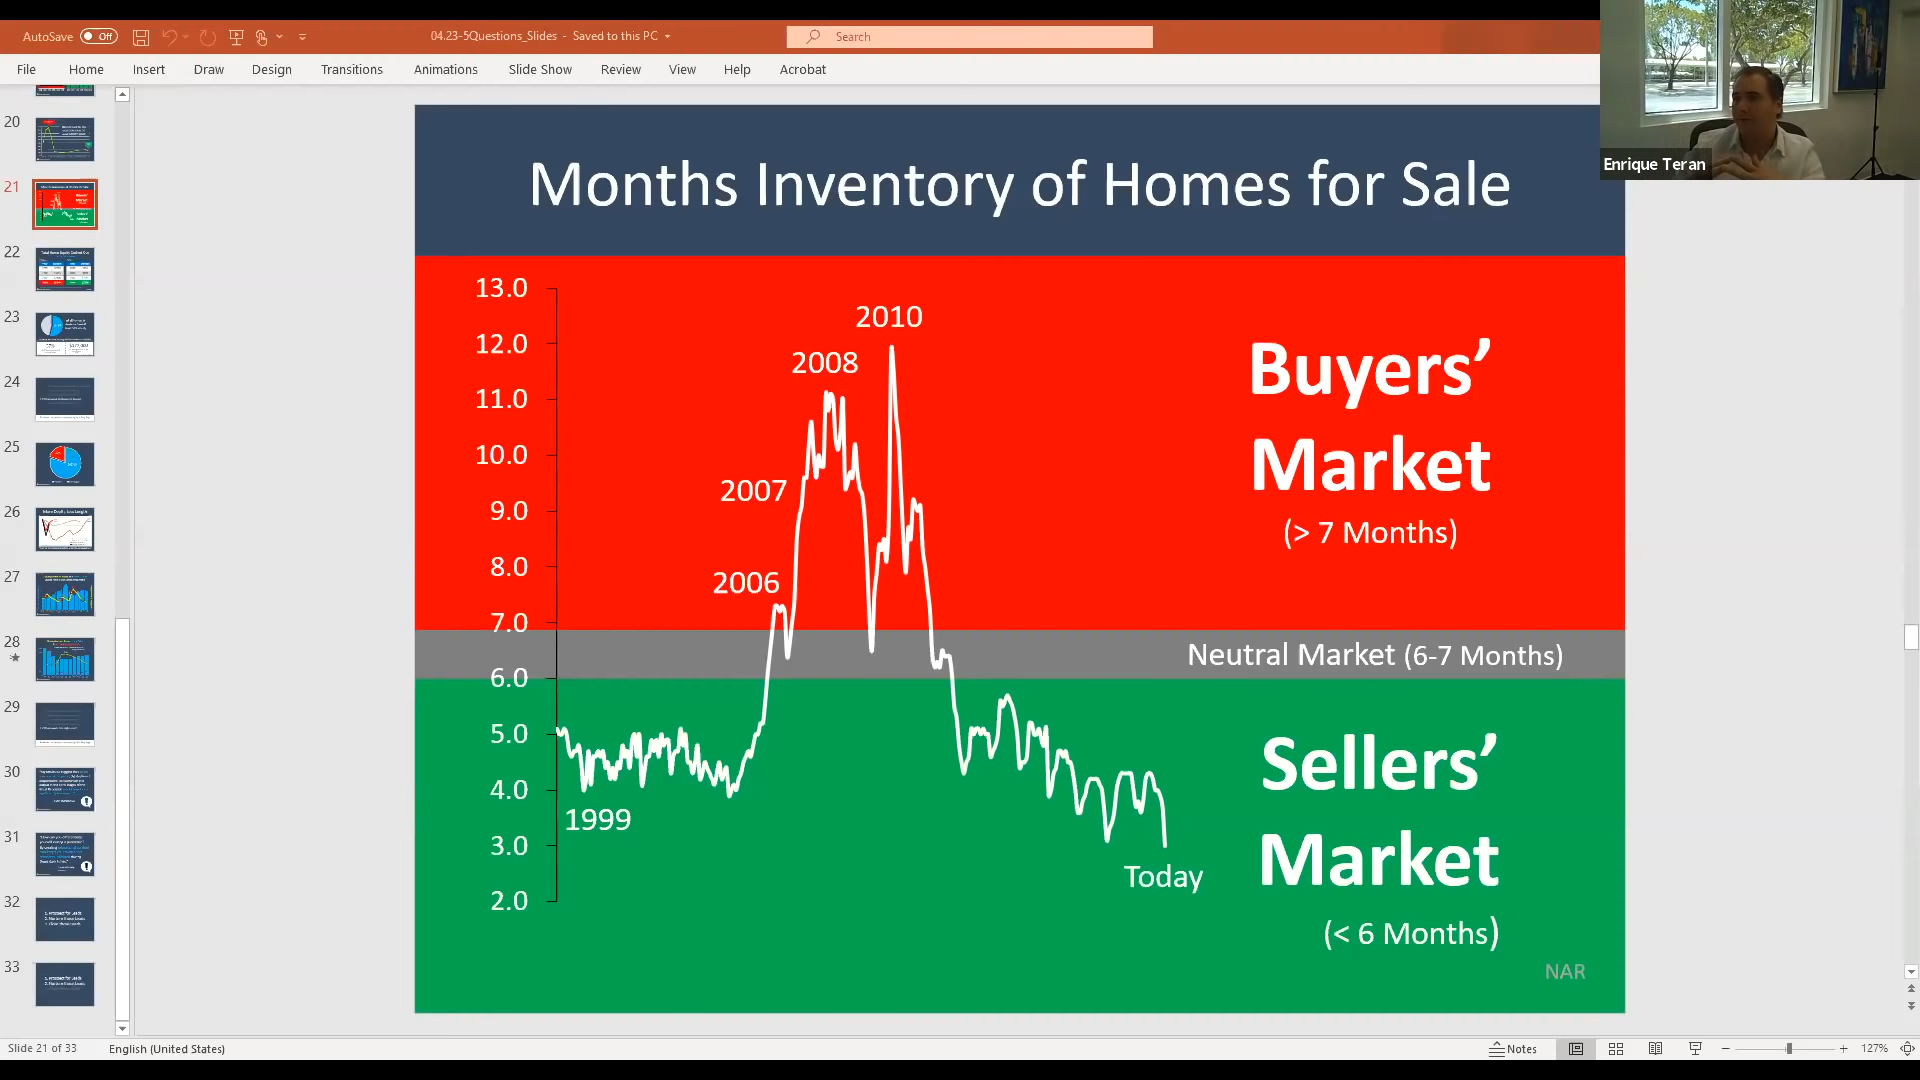 AutoSave Off 04.23-5Questions_Slides - Saved to this PC Search
File Home Insert Draw Design Transitions Animations Slide Show Review View Help Acrobat
Enrique Teran
20
21
22
23
24
25
26
27
28
29
30
31
32
33
Months Inventory of Homes for Sale
13.0
12.0
11.0
10.0
9.0
8.0
7.0
6.0
5.0
4.0
3.0
2.0
1999
2006
2007
2008
2010
Today
Buyers’
Market
(> 7 Months)
Neutral Market (6-7 Months)
Sellers’
Market
(< 6 Months)
NAR
Slide 21 of 33 English (United States) Notes 127%